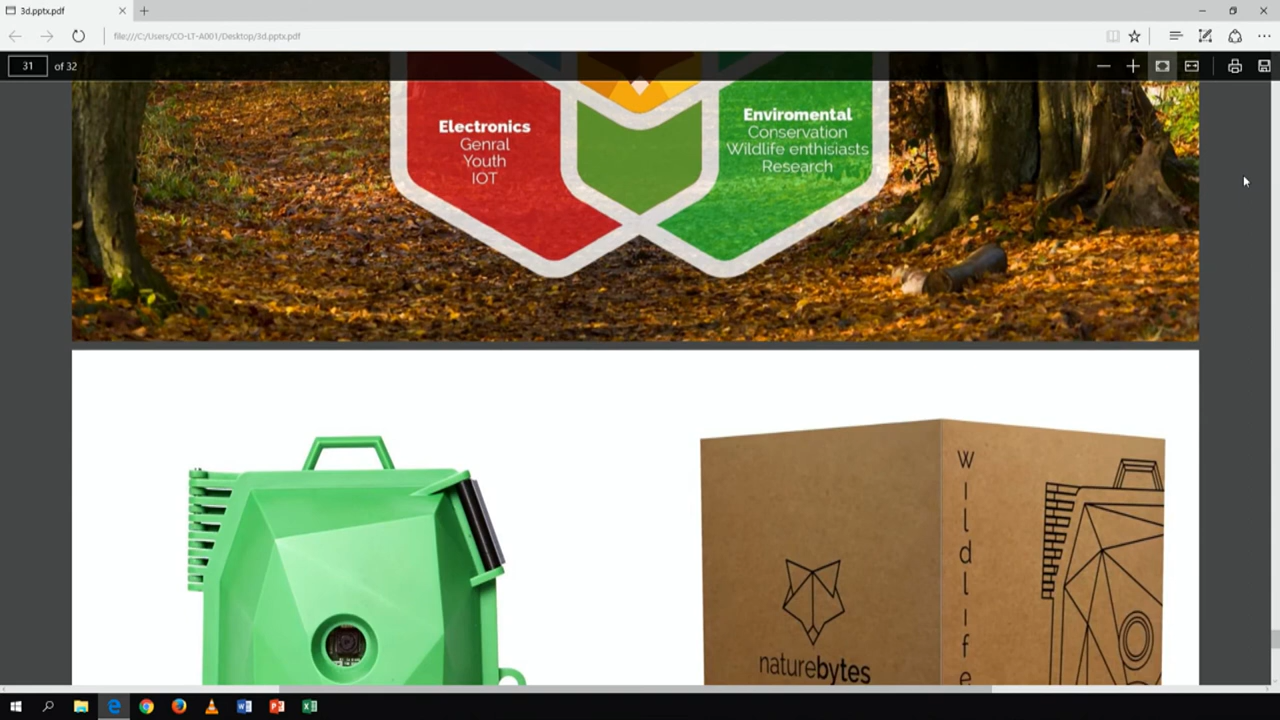 3d.pptx.pdf
file:///C:/Users/CO-LT-A001/Desktop/3d.pptx.pdf
31 of 32
Electronics
Genral
Youth
IOT
Enviromental
Conservation
Wildlife enthisiasts
Research
wildlife
naturebytes